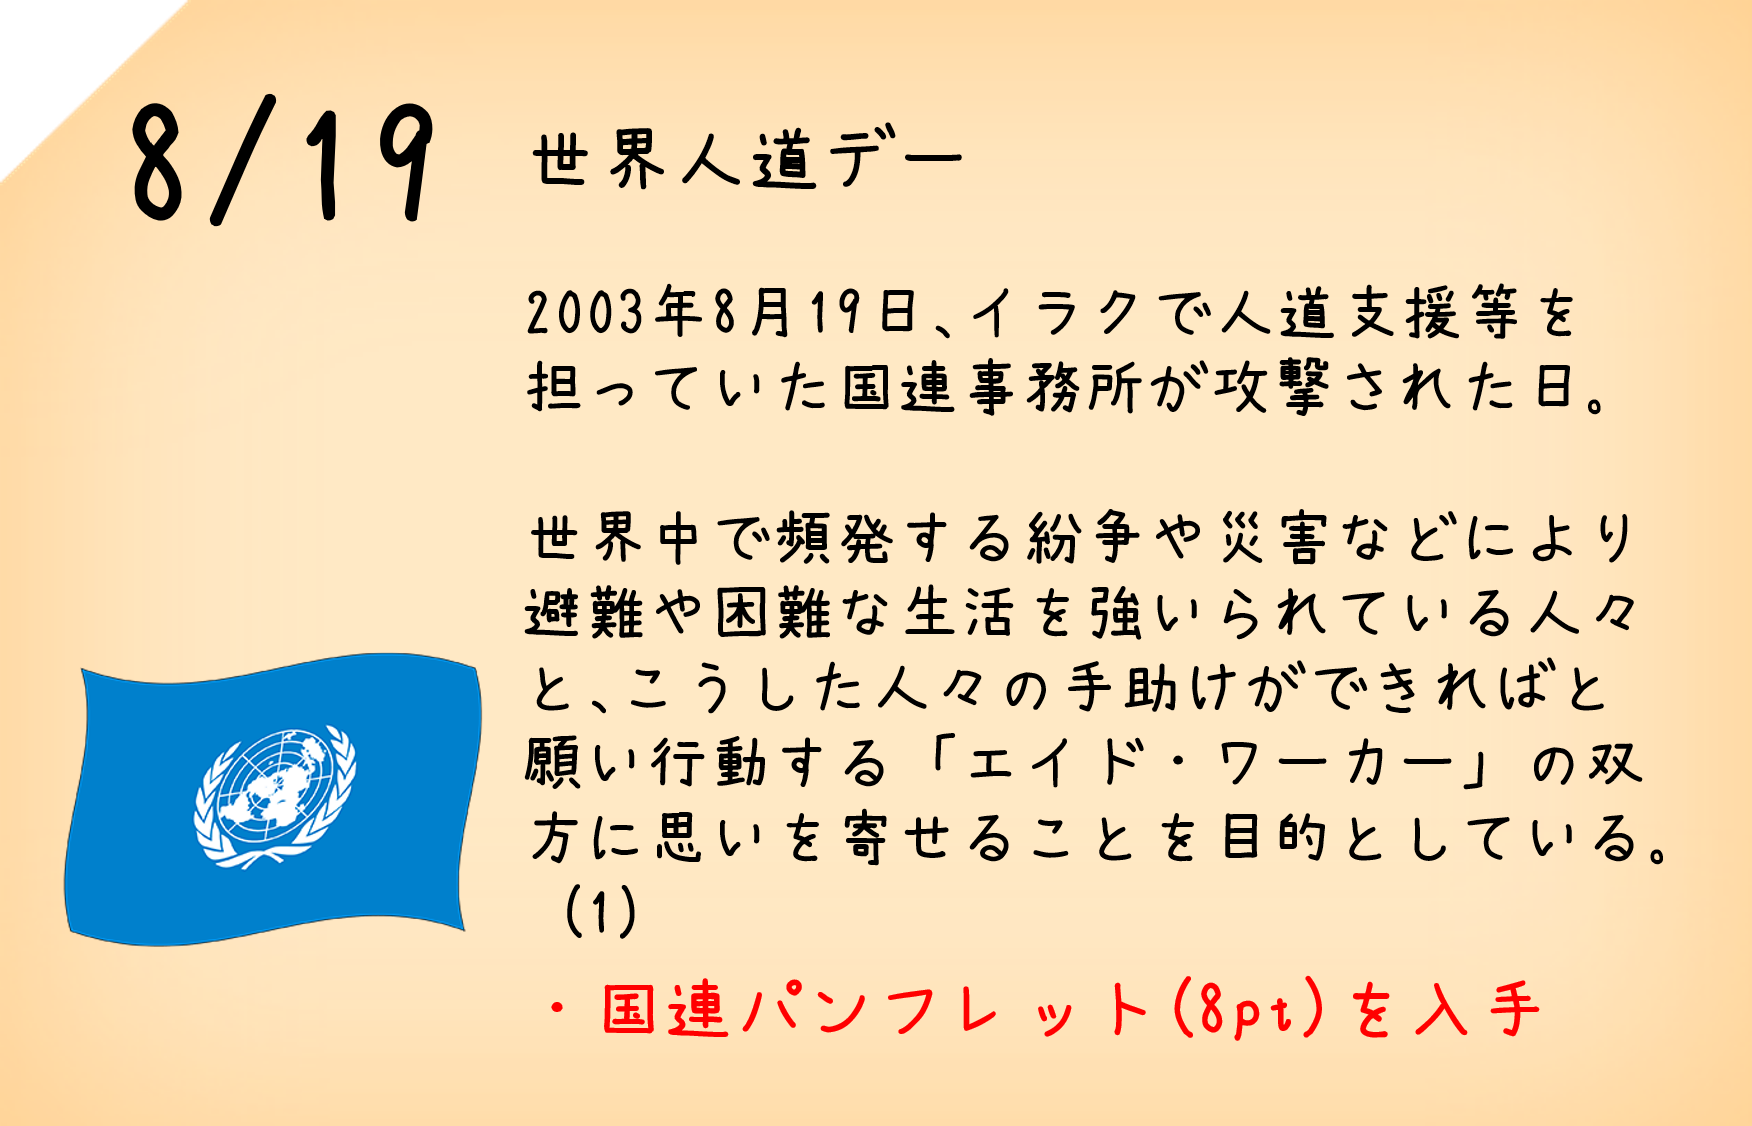 8/19 世界人道デー
2003年8月19日、イラクで人道支援等を
担っていた国連事務所が攻撃された日。
世界中で頻発する紛争や災害などにより
避難や困難な生活を強いられている人々
と、こうした人々の手助けができればと
願い行動する「エイド・ワーカー」の双
方に思いを寄せることを目的としている。
(1)
・国連パンフレット(8pt)を入手